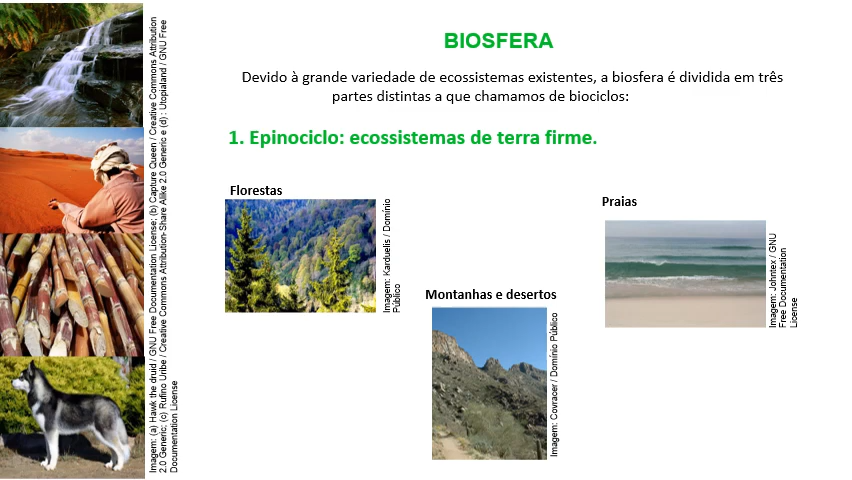 BIOSFERA
Devido à grande variedade de ecossistemas existentes, a biosfera é dividida em três
partes distintas a que chamamos de biociclos:
1. Epinociclo: ecossistemas de terra firme.
Florestas
Imagem: Karduelis / Domínio
Público
Montanhas e desertos
Imagem: Covracer / Domínio Público
Praias
Imagem: Johntex / GNU
Free Documentation
License
Imagem: (a) Hawk the druid / GNU Free Documentation License; (b) Capture Queen / Creative Commons Attribution
2.0 Generic; (c) Rufino Uribe / Creative Commons Attribution-Share Alike 2.0 Generic e (d) : Utopialand / GNU Free
Documentation License